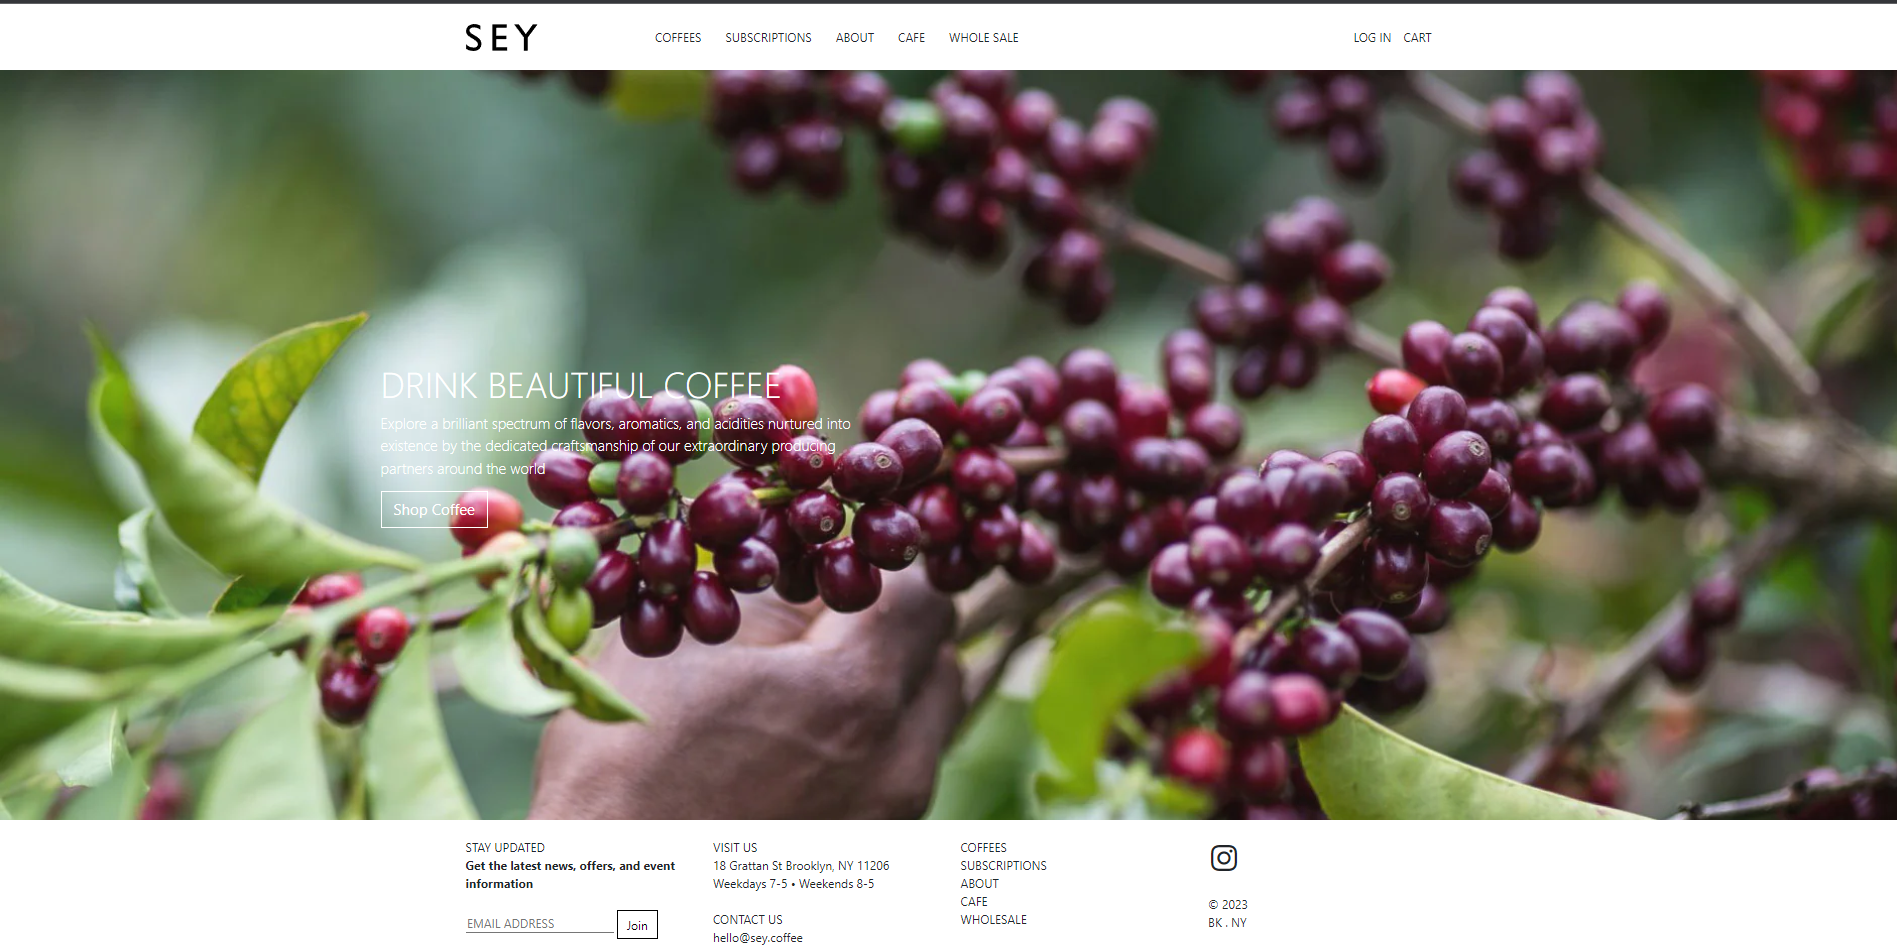 SEY
COFFEES
SUBSCRIPTIONS
ABOUT
CAFE
WHOLE SALE
LOG IN
CART
DRINK BEAUTIFUL COFFEE
Explore a brilliant spectrum of flavors, aromatics, and acidities nurtured into
existence by the dedicated craftsmanship of our extraordinary producing
partners around the world
Shop Coffee
STAY UPDATED
Get the latest news, offers, and event
information
EMAIL ADDRESS
Join
VISIT US
18 Grattan St Brooklyn, NY 11206
Weekdays 7-5 • Weekends 8-5
CONTACT US
hello@sey.coffee
COFFEES
SUBSCRIPTIONS
ABOUT
CAFE
WHOLESALE
© 2023
BK . NY